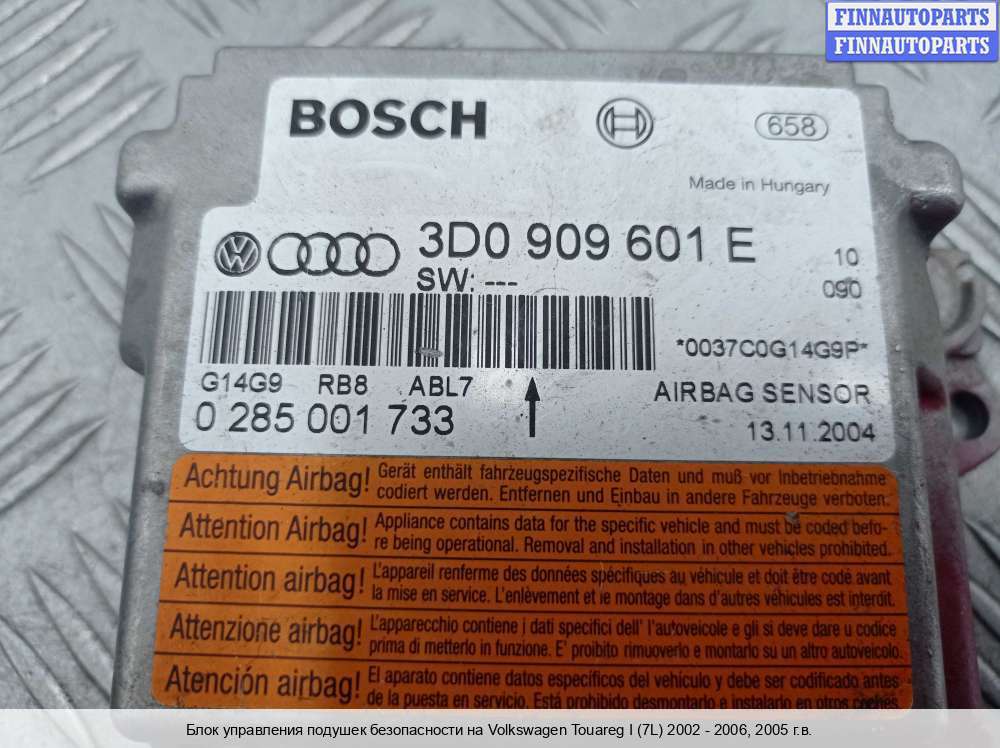 FINNAUTOPARTS
FINNAUTOPARTS
BOSCH
658
Made in Hungary
3D0 909 601 E
10
SW: ---
090
*0037C0G14G9P*
G14G9 RB8 ABL7
AIRBAG SENSOR
0 285 001 733
13.11.2004
Achtung Airbag! Gerät enthält fahrzeugspezifische Daten und muß vor Inbetriebnahme
codiert werden. Entfernen und Einbau in andere Fahrzeuge verboten.
Attention Airbag! Appliance contains data for the specific vehicle and must be coded befo-
re being operational. Removal and installation in other vehicles prohibited.
Attention airbag! L'appareil renferme des données spécifiques au véhicule et doit être codé avant
la mise en service. L'enlèvement et le montage dans d'autres véhicules est interdit.
Attenzione airbag! L'apparecchio contiene i dati specifici dell' l'autoveicole e gli si deve dare u codice
prima di metterlo in funzione. E' proibito rimuoverlo e montarlo su un altro autoveicolo.
Atención airbag! El aparato contiene datos específicos del vehículo y debe ser codificado antes
de la puesta en servicio. Está prohibido desmontarlo e instalarlo en otros coches
Блок управления подушек безопасности на Volkswagen Touareg I (7L) 2002 - 2006, 2005 г.в.